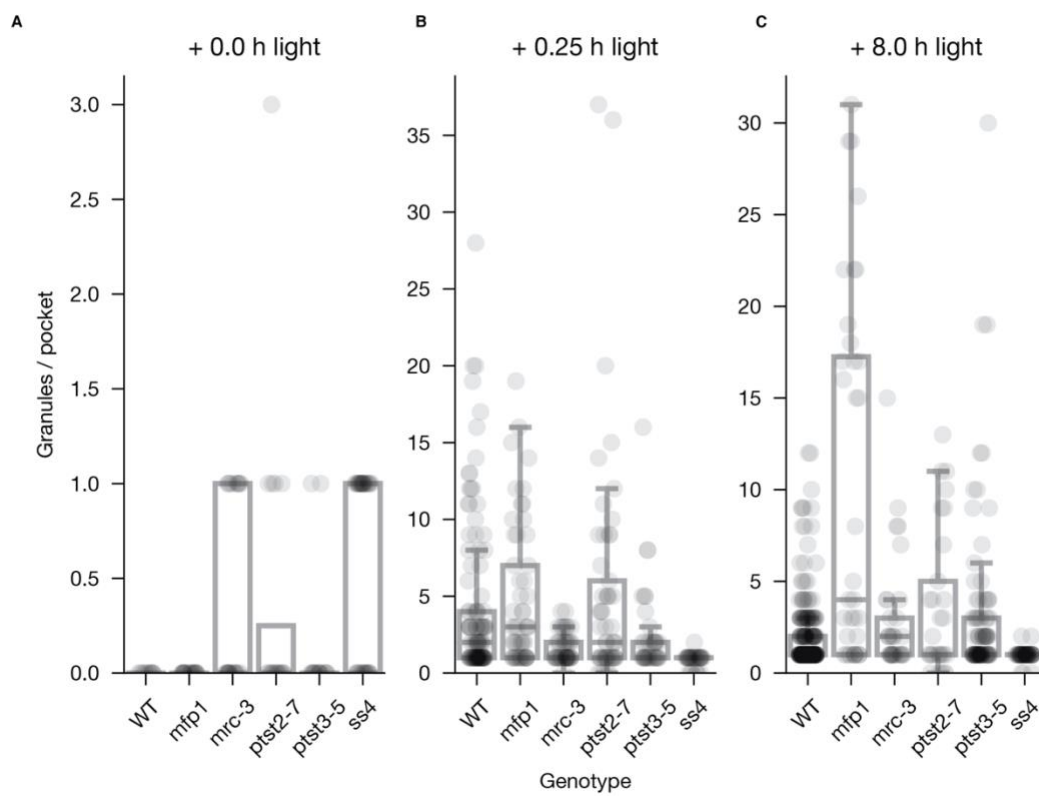 A
B
C
+ 0.0 h light
+ 0.25 h light
+ 8.0 h light
Granules / pocket
3.0
2.5
2.0
1.5
1.0
0.5
0.0
WT
mfp1
mrc-3
ptst2-7
ptst3-5
ss4
35
30
25
20
15
10
5
0
WT
mfp1
mrc-3
ptst2-7
ptst3-5
ss4
30
25
20
15
10
5
0
WT
mfp1
mrc-3
ptst2-7
ptst3-5
ss4
Genotype